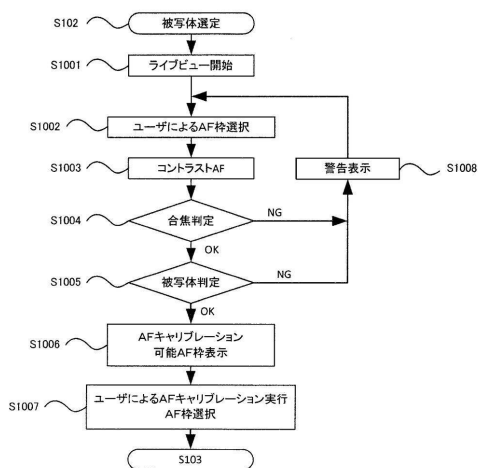 S102
被写体選定
S1001
ライブビュー開始
S1002
ユーザによるAF枠選択
S1003
コントラストAF
警告表示
S1008
S1004
合焦判定
NG
OK
S1005
被写体判定
NG
OK
S1006
AFキャリブレーション
可能AF枠表示
S1007
ユーザによるAFキャリブレーション実行
AF枠選択
S103